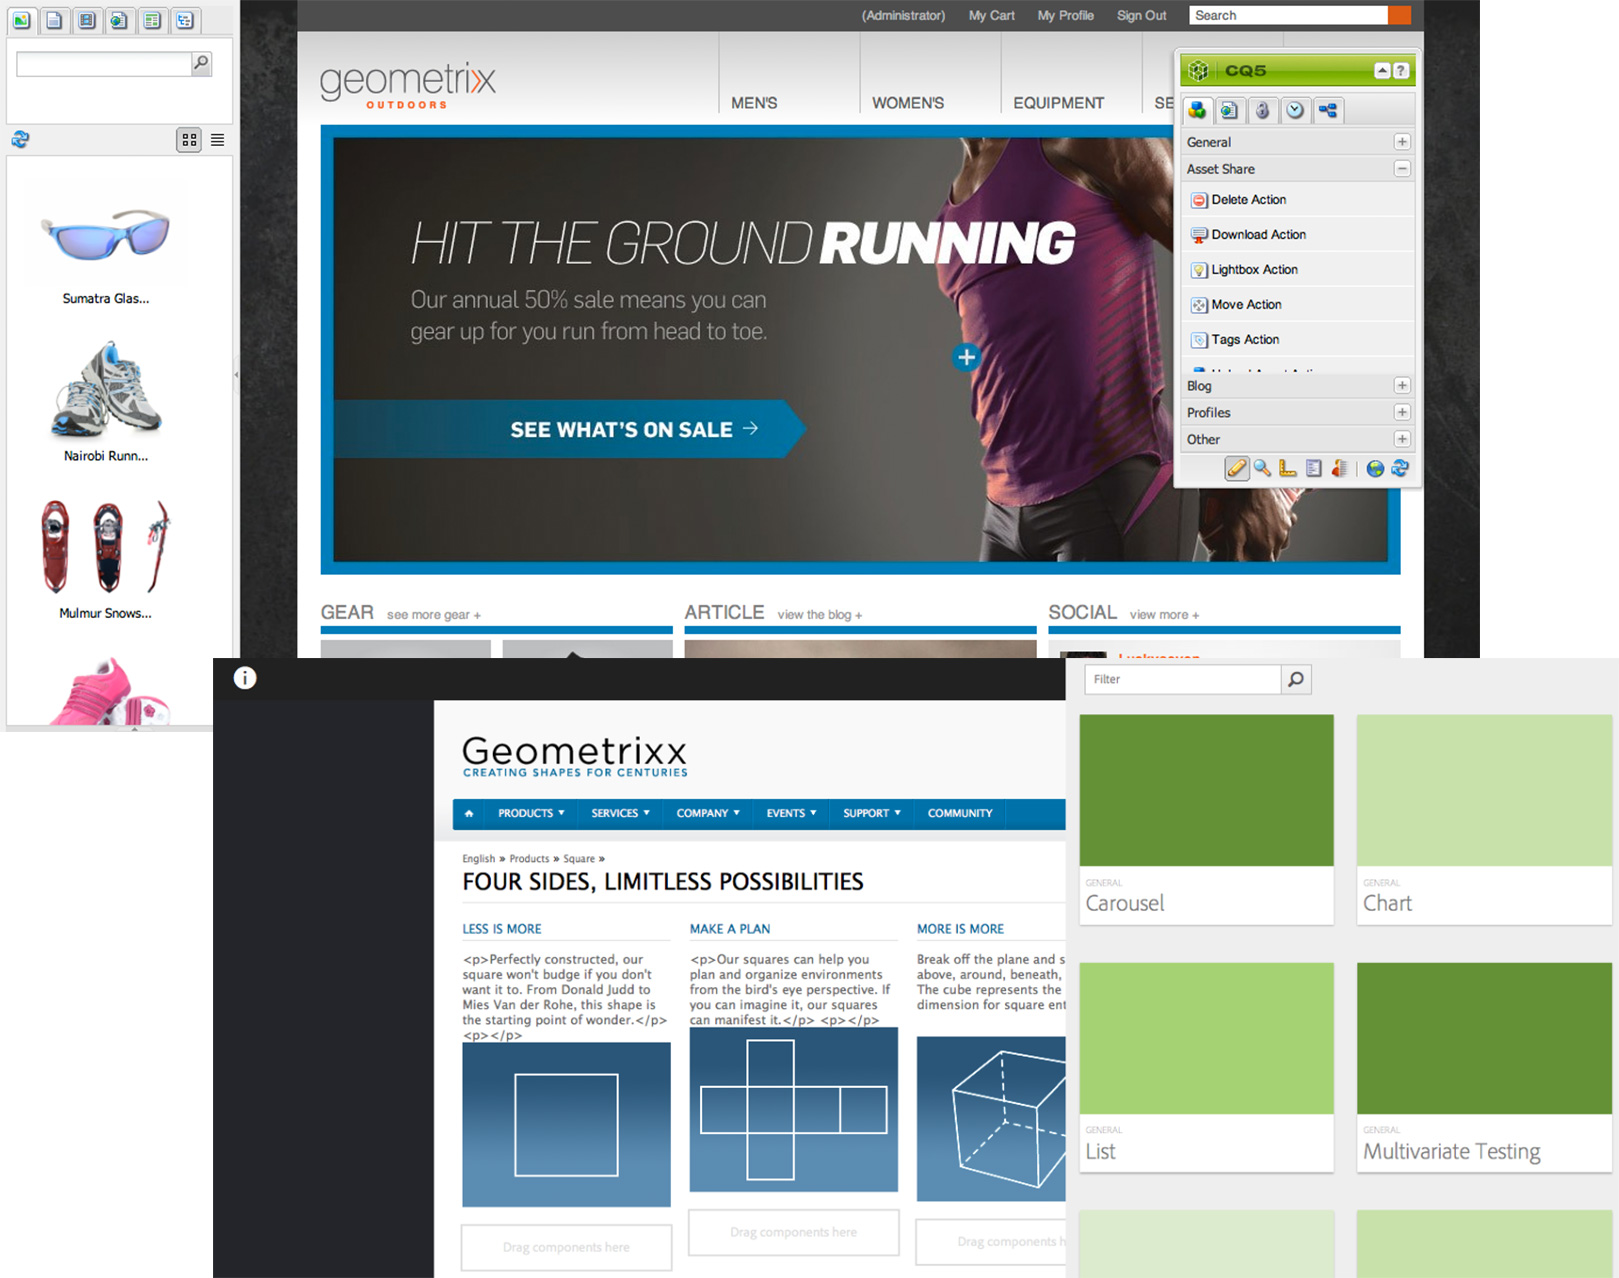 (Administrator) My Cart My Profile Sign Out Search
geometrixx
OUTDOORS
MEN'S WOMEN'S EQUIPMENT SE
HIT THE GROUND RUNNING
Our annual 50% sale means you can
gear up for you run from head to toe.
SEE WHAT'S ON SALE →
GEAR see more gear +
ARTICLE view the blog +
SOCIAL view more +
Sumatra Glas...
Nairobi Runn...
Mulmur Snows...
CQ5
General
Asset Share
Delete Action
Download Action
Lightbox Action
Move Action
Tags Action
Blog
Profiles
Other
Geometrixx
CREATING SHAPES FOR CENTURIES
PRODUCTS SERVICES COMPANY EVENTS SUPPORT COMMUNITY
English » Products » Square »
FOUR SIDES, LIMITLESS POSSIBILITIES
LESS IS MORE
<p>Perfectly constructed, our
square won't budge if you don't
want it to. From Donald Judd to
Mies Van der Rohe, this shape is
the starting point of wonder.</p>
<p></p>
Drag components here
MAKE A PLAN
<p>Our squares can help you
plan and organize environments
from the bird's eye perspective. If
you can imagine it, our squares
can manifest it.</p> <p></p>
Drag components here
MORE IS MORE
Break off the plane and s
above, around, beneath,
The cube represents the
dimension for square ent
Drag components h
Filter
GENERAL
Carousel
GENERAL
Chart
GENERAL
List
GENERAL
Multivariate Testing